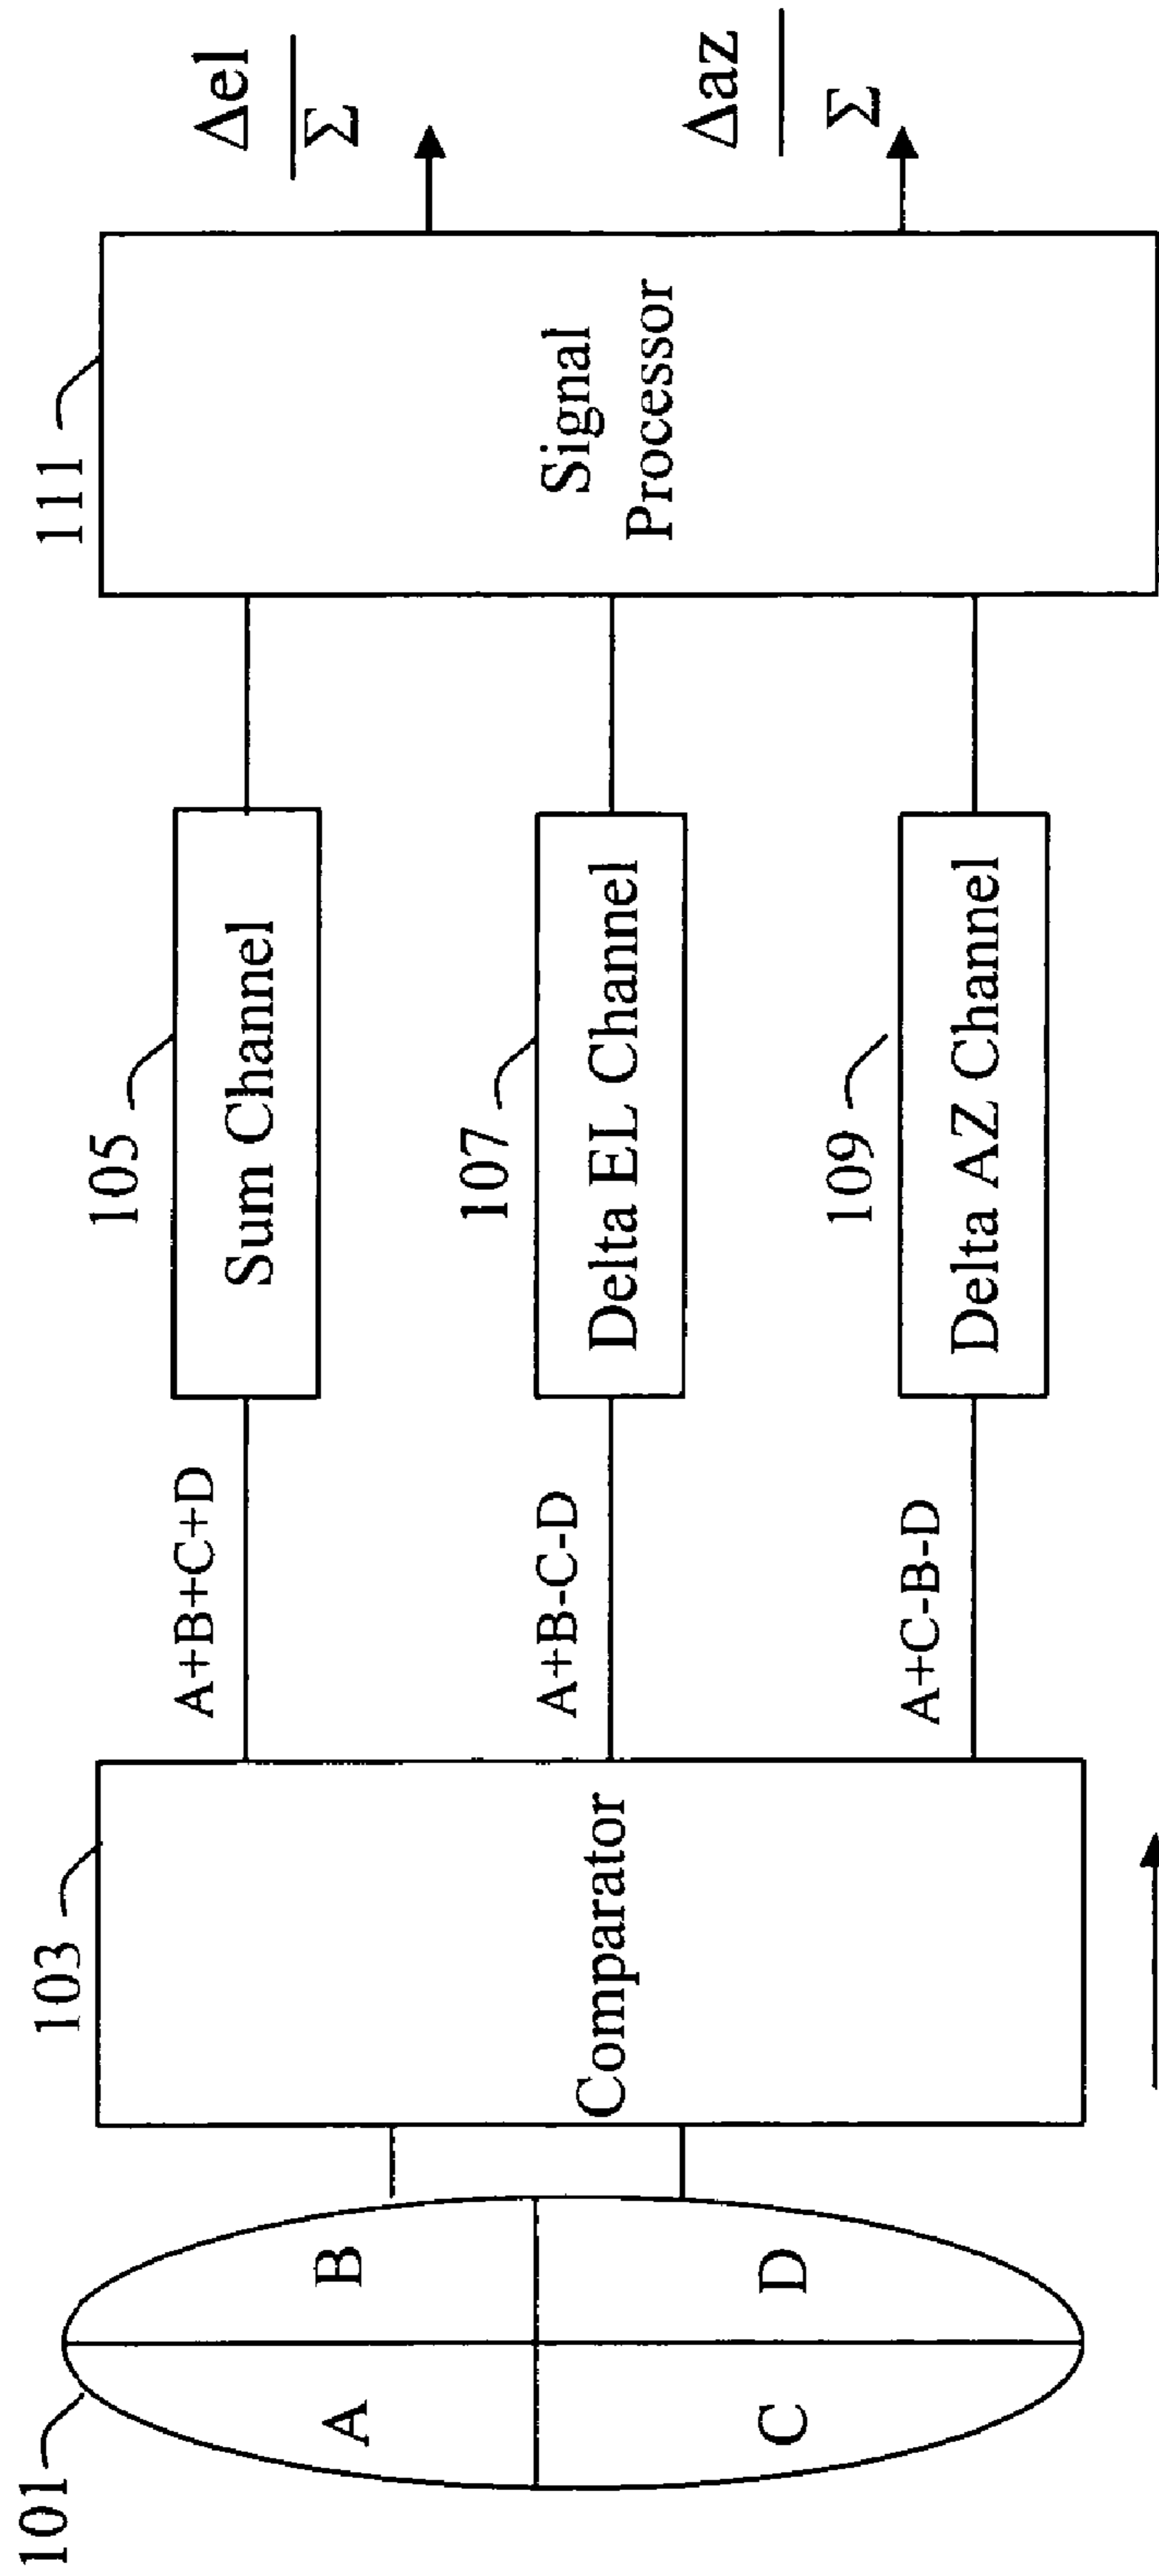 101
A
B
C
D
103
Comparator
A+B+C+D
A+B-C-D
A+C-B-D
105
Sum Channel
107
Delta EL Channel
109
Delta AZ Channel
111
Signal
Processor
Δel
Σ
Δaz
Σ